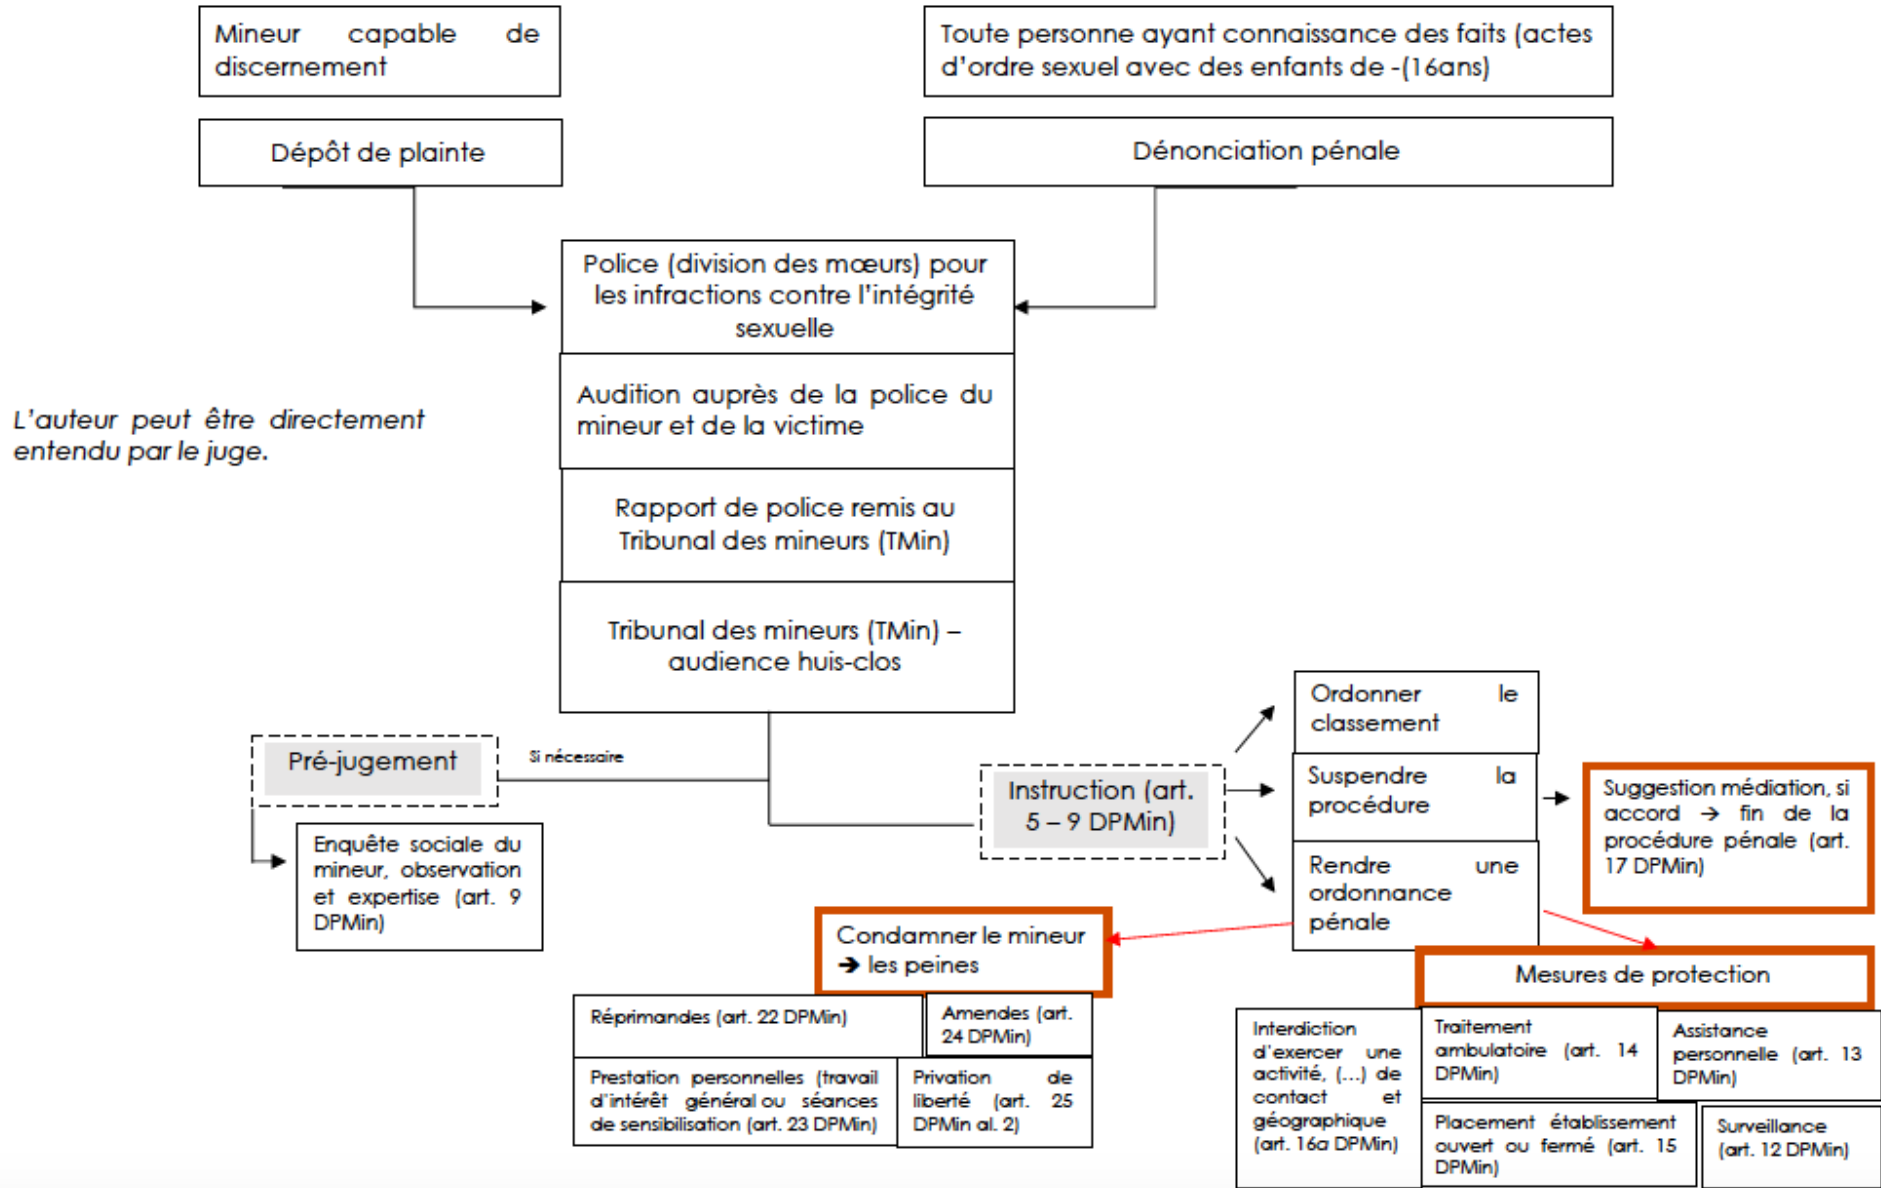 Mineur capable de
discernement
Toute personne ayant connaissance des faits (actes
d'ordre sexuel avec des enfants de -(16ans)
Dépôt de plainte
Dénonciation pénale
Police (division des mœurs) pour
les infractions contre l'intégrité
sexuelle
Audition auprès de la police du
mineur et de la victime
L'auteur peut être directement
entendu par le juge.
Rapport de police remis au
Tribunal des mineurs (TMin)
Tribunal des mineurs (TMin) –
audience huis-clos
Pré-jugement
Si nécessaire
Enquête sociale du
mineur, observation
et expertise (art. 9
DPMin)
Instruction (art.
5 – 9 DPMin)
Ordonner le
classement
Suspendre la
procédure
Rendre une
ordonnance
pénale
Suggestion médiation, si
accord → fin de la
procédure pénale (art.
17 DPMin)
Condamner le mineur
➔ les peines
Réprimandes (art. 22 DPMin)
Amendes (art.
24 DPMin)
Prestation personnelles (travail
d'intérêt général ou séances
de sensibilisation (art. 23 DPMin)
Privation de
liberté (art. 25
DPMin al. 2)
Mesures de protection
Interdiction
d'exercer une
activité, (...) de
contact et
géographique
(art. 16a DPMin)
Traitement
ambulatoire (art. 14
DPMin)
Assistance
personnelle (art. 13
DPMin)
Placement établissement
ouvert ou fermé (art. 15
DPMin)
Surveillance
(art. 12 DPMin)